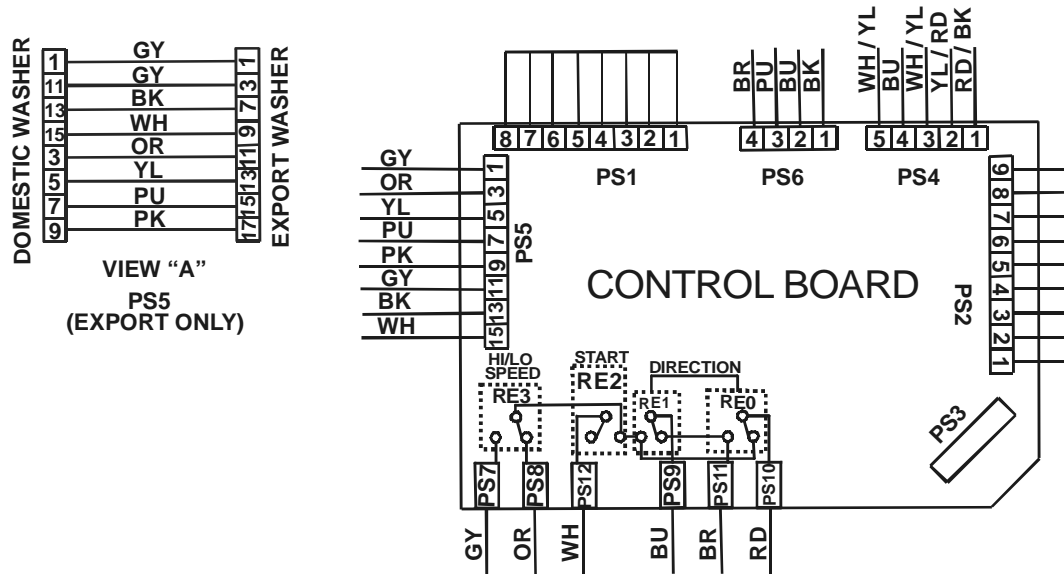 DOMESTIC WASHER
1 GY 1
11 GY 3
13 BK 7
15 WH 9
3 OR 11
5 YL 13
7 PU 15
9 PK 17
EXPORT WASHER
VIEW “A”
PS5
(EXPORT ONLY)
BR
PU
BU
BK
WH / YL
BU
WH / YL
YL / RD
RD / BK
8 7 6 5 4 3 2 1
PS1
4 3 2 1
PS6
5 4 3 2 1
PS4
GY 1
OR 3
YL 5
PU 7
PK 9
GY 11
BK 13
WH 15
PS5
CONTROL BOARD
9
8
7
6
5
4
3
2
1
PS2
HI/LO
SPEED
RE3
START
RE2
DIRECTION
RE1
RE0
PS3
PS7
PS8
PS12
PS9
PS11
PS10
GY
OR
WH
BU
BR
RD